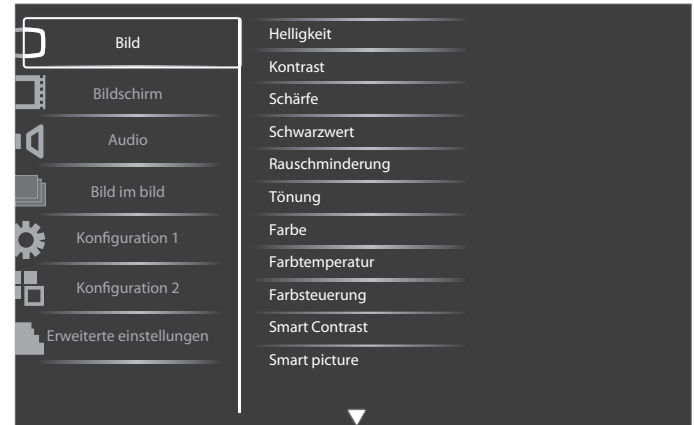 Bild
Bildschirm
Audio
Bild im bild
Konfiguration 1
Konfiguration 2
Erweiterte einstellungen
Helligkeit
Kontrast
Schärfe
Schwarzwert
Rauschminderung
Tönung
Farbe
Farbtemperatur
Farbsteuerung
Smart Contrast
Smart picture